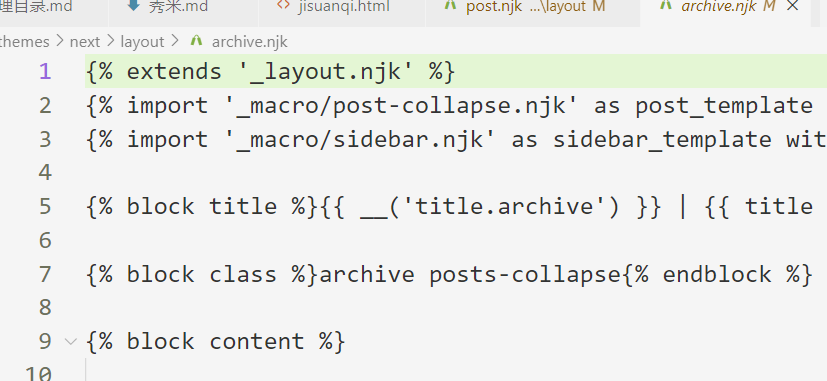 理目录.md 秀米.md jisuanqi.html post.njk ...\layout M archive.njk M
themes > next > layout > archive.njk
1 {% extends '_layout.njk' %}
2 {% import '_macro/post-collapse.njk' as post_template
3 {% import '_macro/sidebar.njk' as sidebar_template wit
4
5 {% block title %}{{ __('title.archive') }} | {{ title
6
7 {% block class %}archive posts-collapse{% endblock %}
8
9 {% block content %}
10